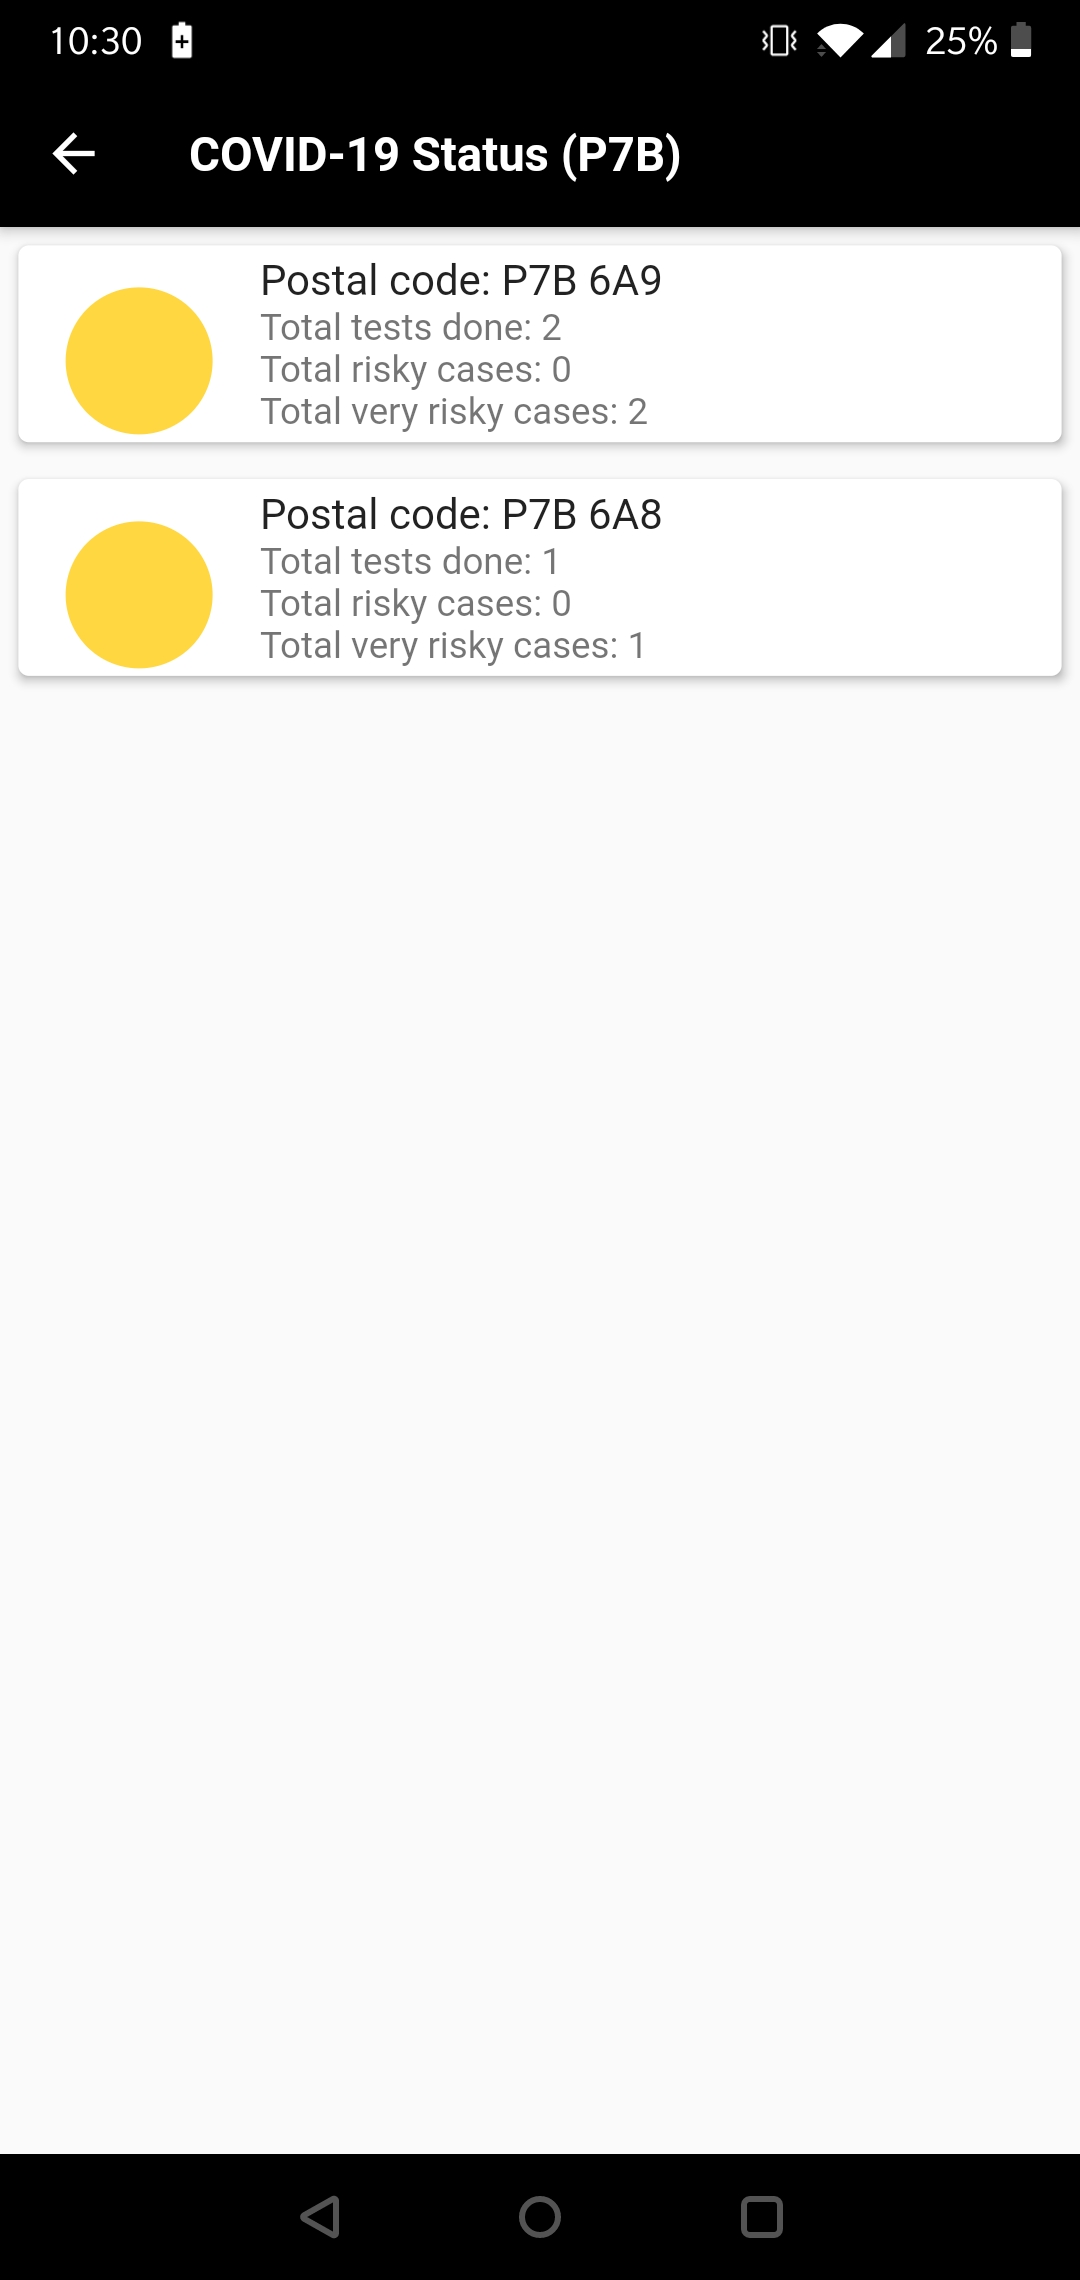 10:30
25%
COVID-19 Status (P7B)
Postal code: P7B 6A9
Total tests done: 2
Total risky cases: 0
Total very risky cases: 2
Postal code: P7B 6A8
Total tests done: 1
Total risky cases: 0
Total very risky cases: 1